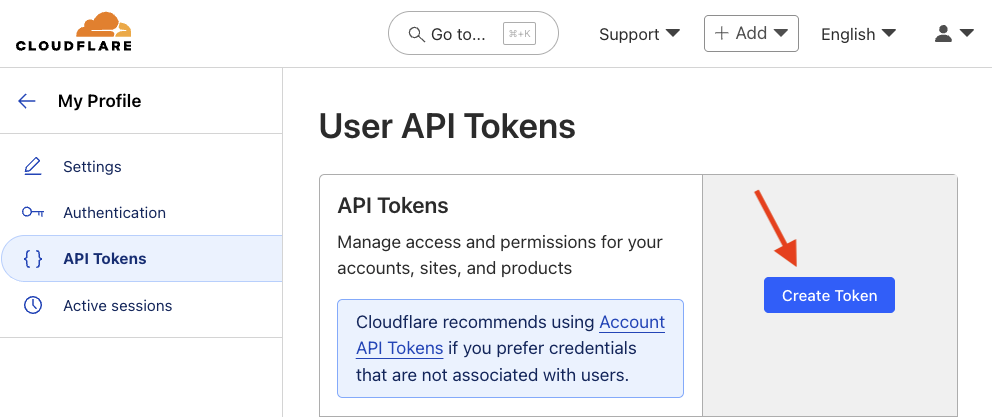 CLOUDFLARE
Go to... ⌘+K
Support
+ Add
English
My Profile
Settings
Authentication
API Tokens
Active sessions
User API Tokens
API Tokens
Manage access and permissions for your
accounts, sites, and products
Cloudflare recommends using Account
API Tokens if you prefer credentials
that are not associated with users.
Create Token